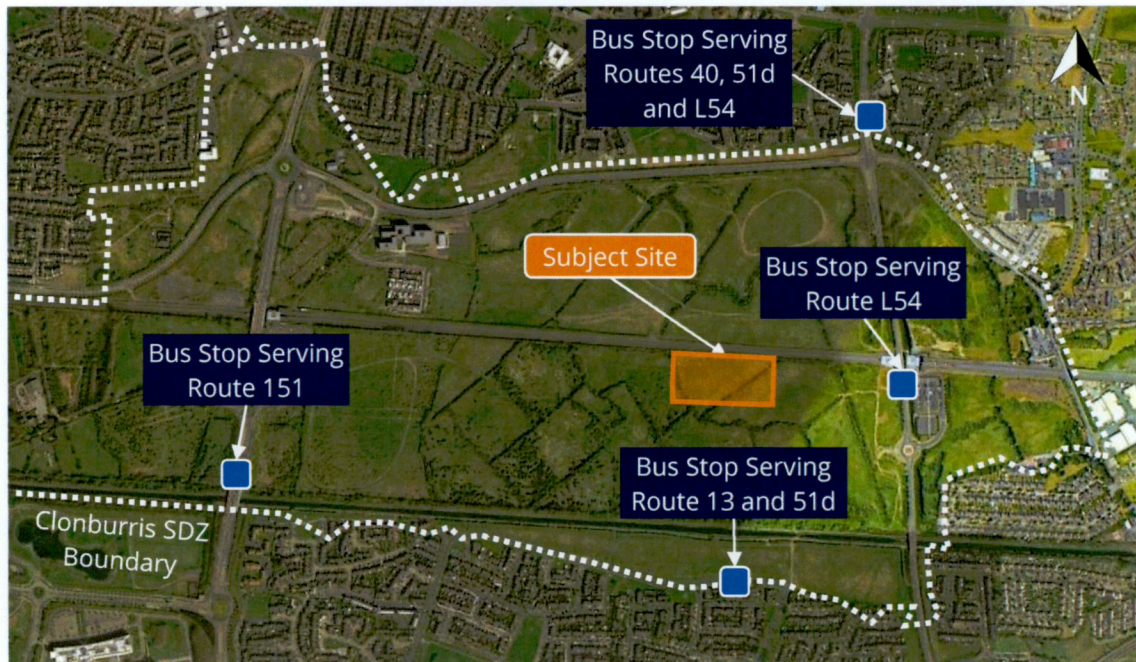 Bus Stop Serving
Routes 40, 51d
and L54
N
Subject Site
Bus Stop Serving
Route L54
Bus Stop Serving
Route 151
Bus Stop Serving
Route 13 and 51d
Clonburris SDZ
Boundary